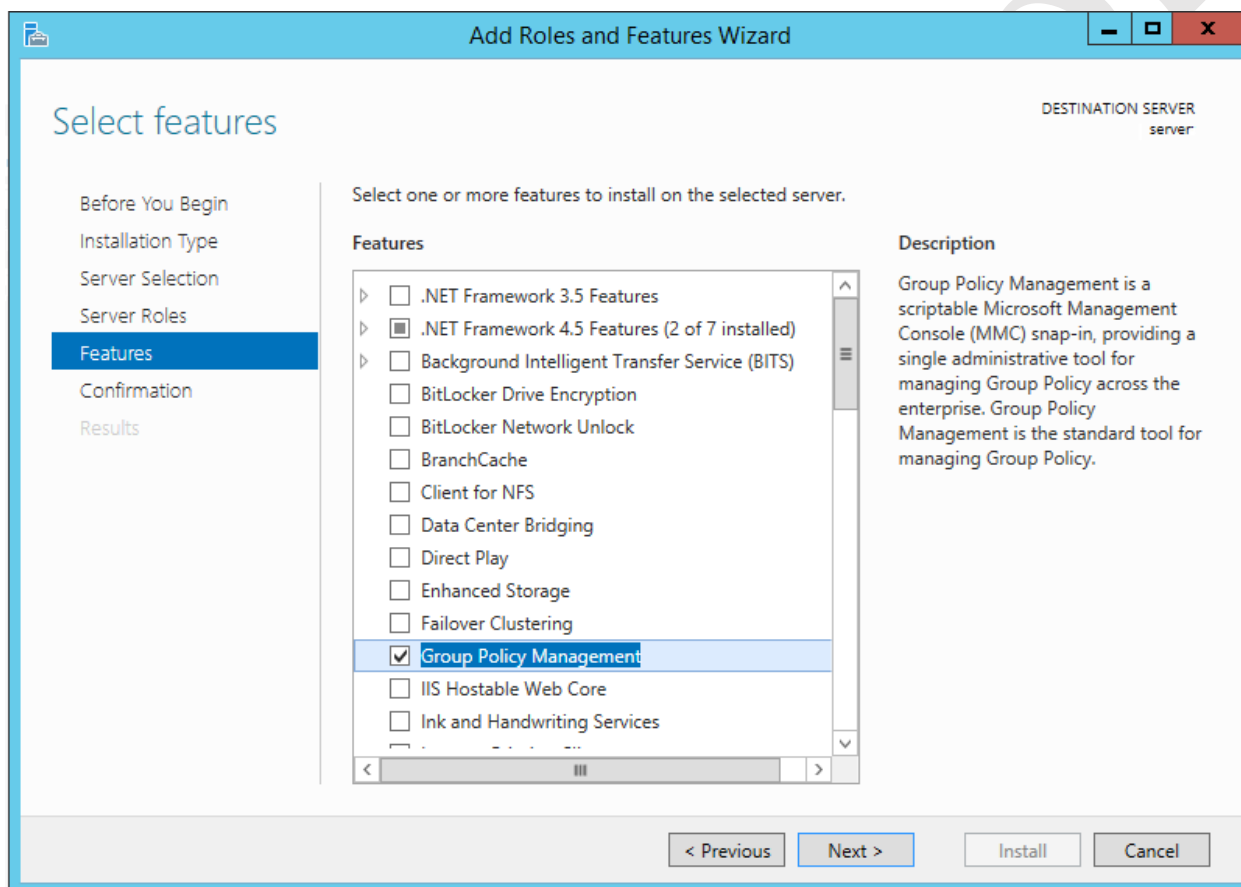 Add Roles and Features Wizard
Select features
DESTINATION SERVER
server
Before You Begin
Installation Type
Server Selection
Server Roles
Features
Confirmation
Results
Select one or more features to install on the selected server.
Features
.NET Framework 3.5 Features
.NET Framework 4.5 Features (2 of 7 installed)
Background Intelligent Transfer Service (BITS)
BitLocker Drive Encryption
BitLocker Network Unlock
BranchCache
Client for NFS
Data Center Bridging
Direct Play
Enhanced Storage
Failover Clustering
Group Policy Management
IIS Hostable Web Core
Ink and Handwriting Services
Description
Group Policy Management is a
scriptable Microsoft Management
Console (MMC) snap-in, providing a
single administrative tool for
managing Group Policy across the
enterprise. Group Policy
Management is the standard tool for
managing Group Policy.
< Previous
Next >
Install
Cancel